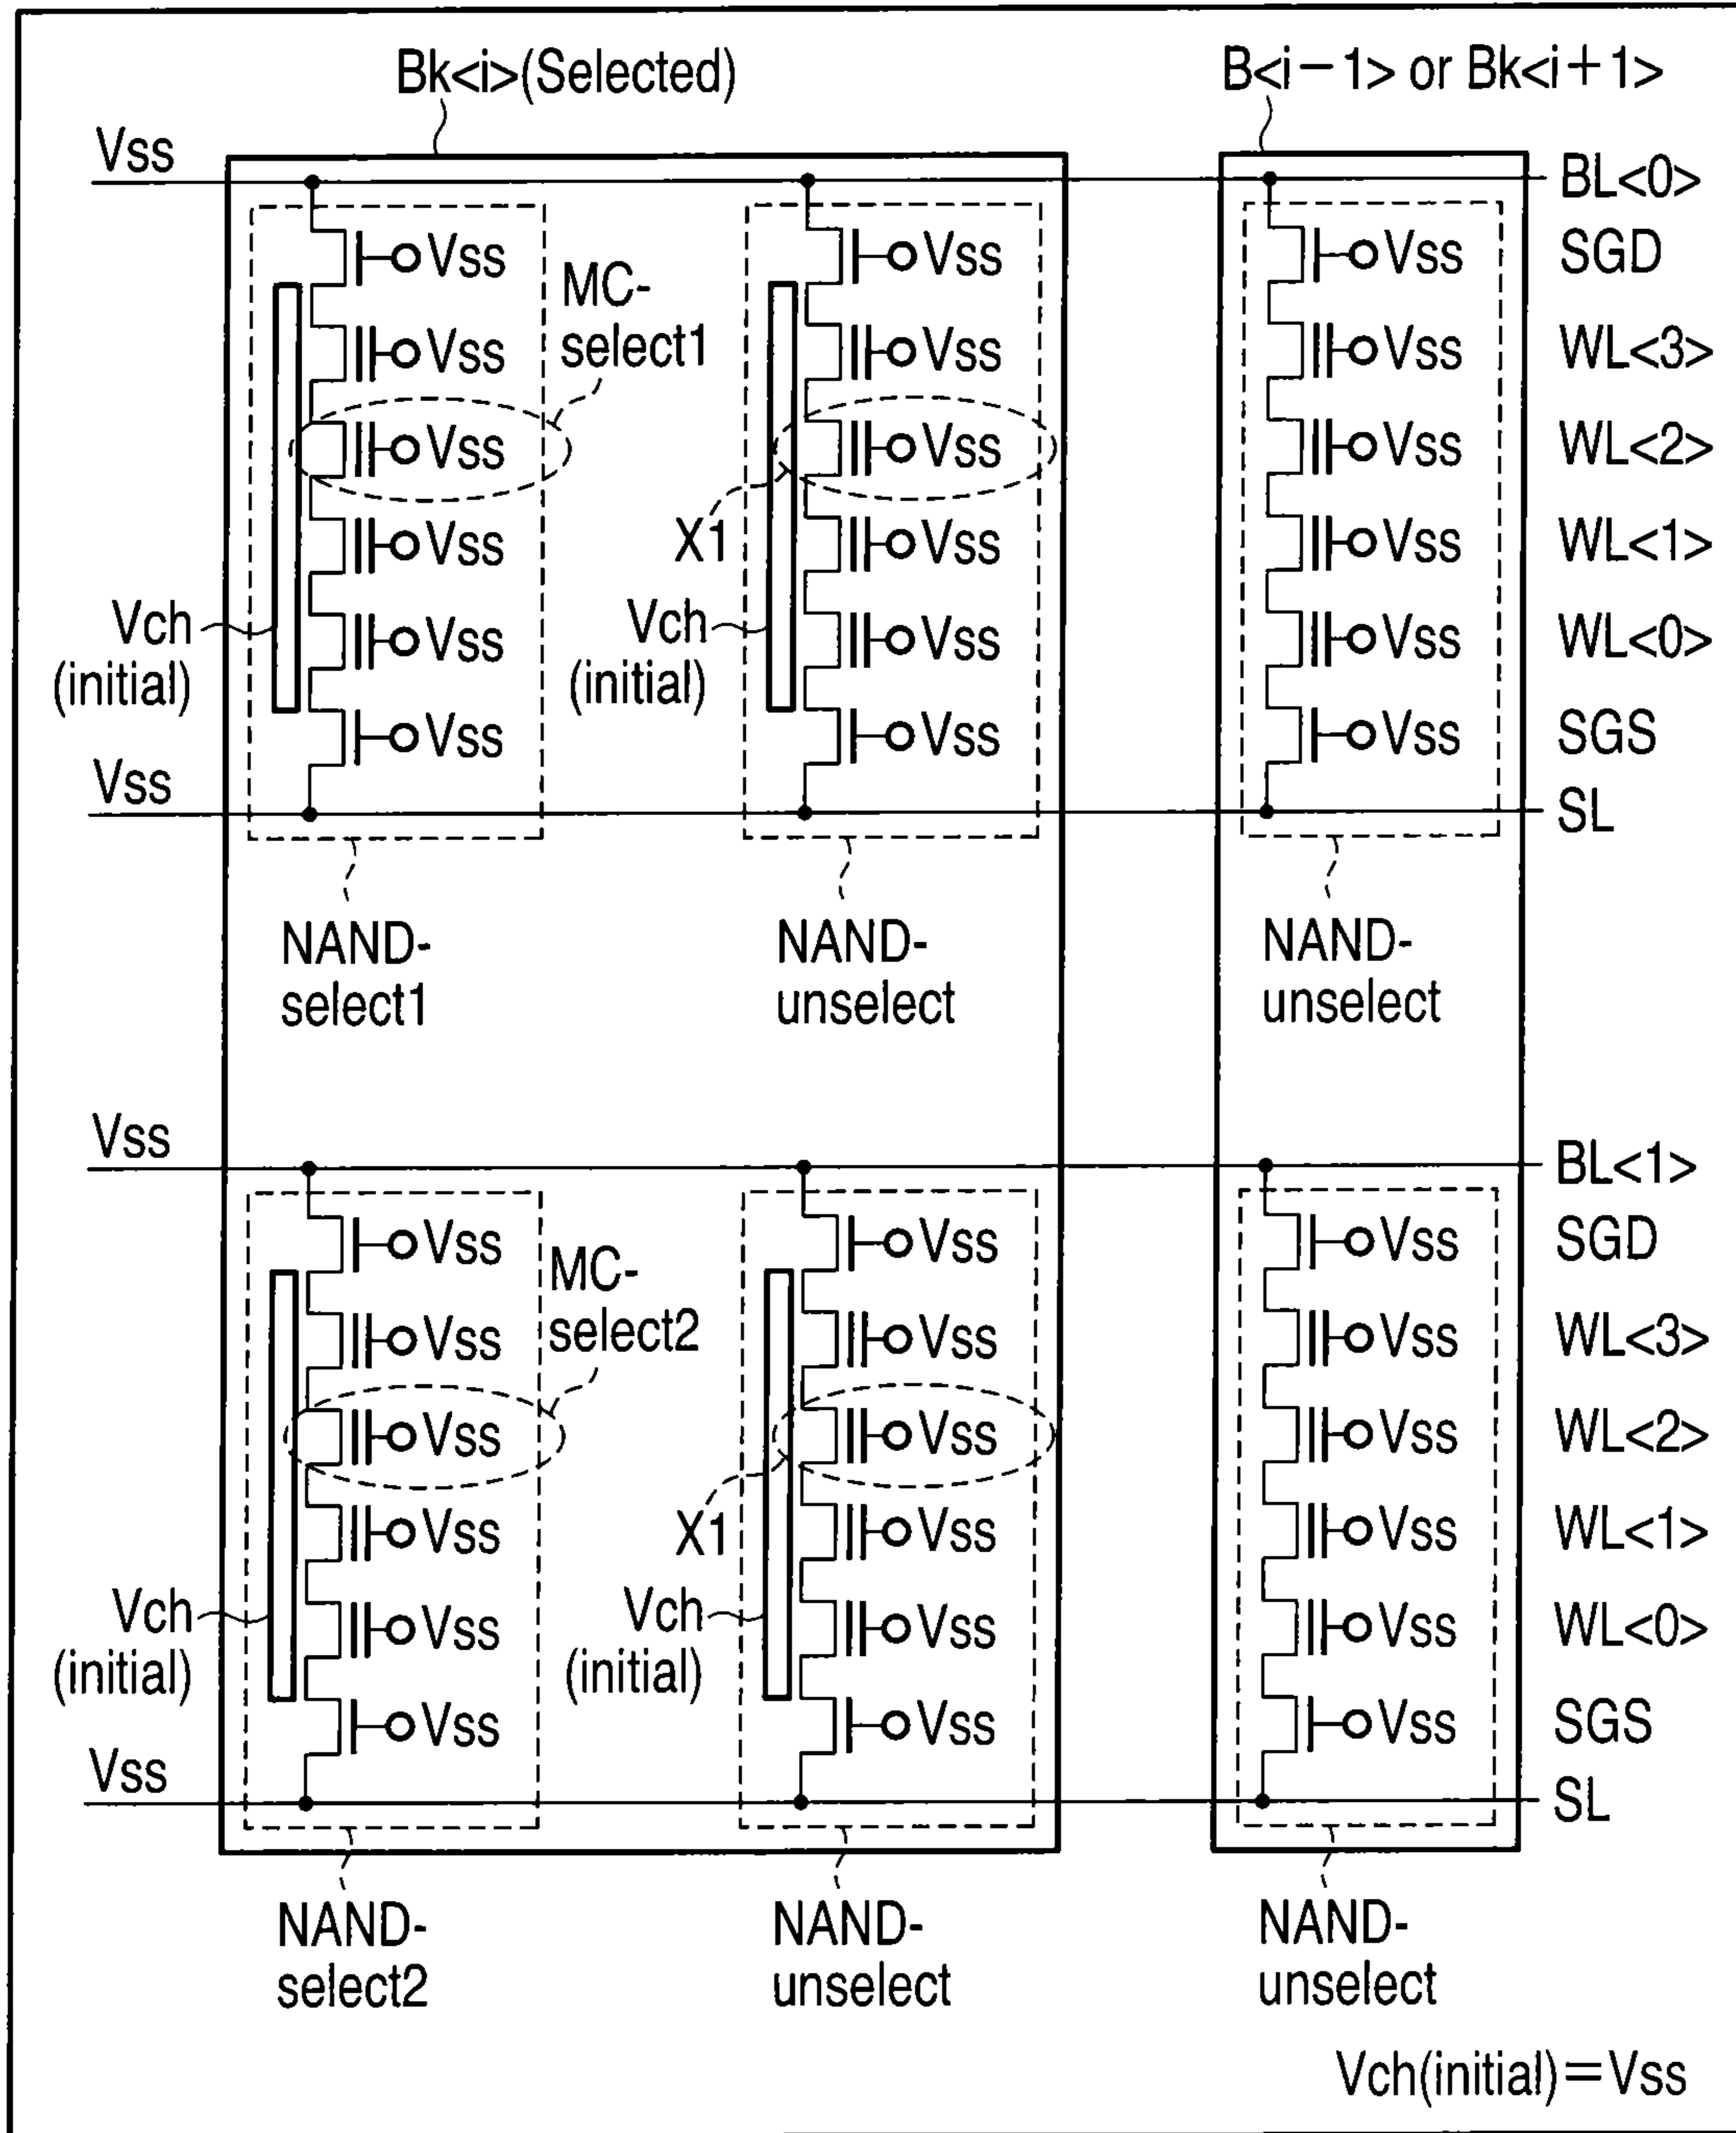 Bk<i>(Selected)
B<i-1> or Bk<i+1>
Vss
BL<0>
Vss Vss Vss SGD
MC-
select1
Vss Vss Vss WL<3>
Vss Vss Vss WL<2>
X1
Vss Vss Vss WL<1>
Vch
(initial)
Vch
(initial)
Vss Vss Vss WL<0>
Vss Vss Vss SGS
Vss
SL
NAND-
select1
NAND-
unselect
NAND-
unselect
Vss
BL<1>
Vss Vss Vss SGD
MC-
select2
Vss Vss Vss WL<3>
Vss Vss Vss WL<2>
X1
Vss Vss Vss WL<1>
Vch
(initial)
Vch
(initial)
Vss Vss Vss WL<0>
Vss Vss Vss SGS
Vss
SL
NAND-
select2
NAND-
unselect
NAND-
unselect
Vch(initial)=Vss